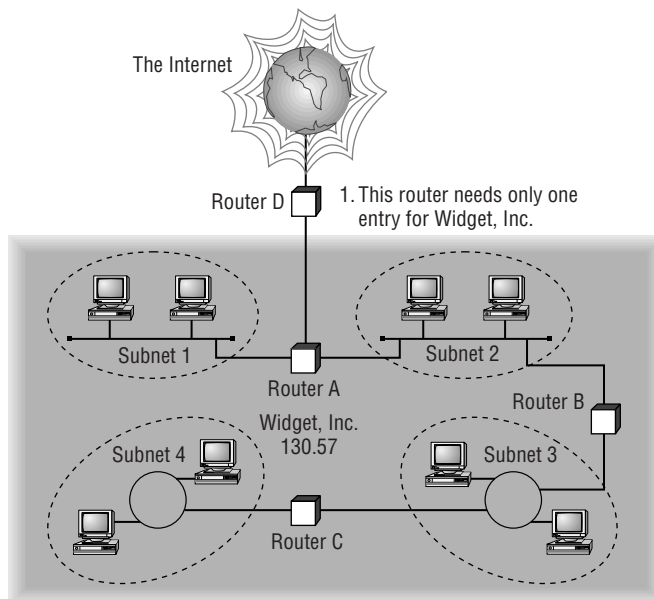 The Internet
Router D
1. This router needs only one
entry for Widget, Inc.
Subnet 1
Subnet 2
Router A
Router B
Widget, Inc.
130.57
Subnet 4
Subnet 3
Router C